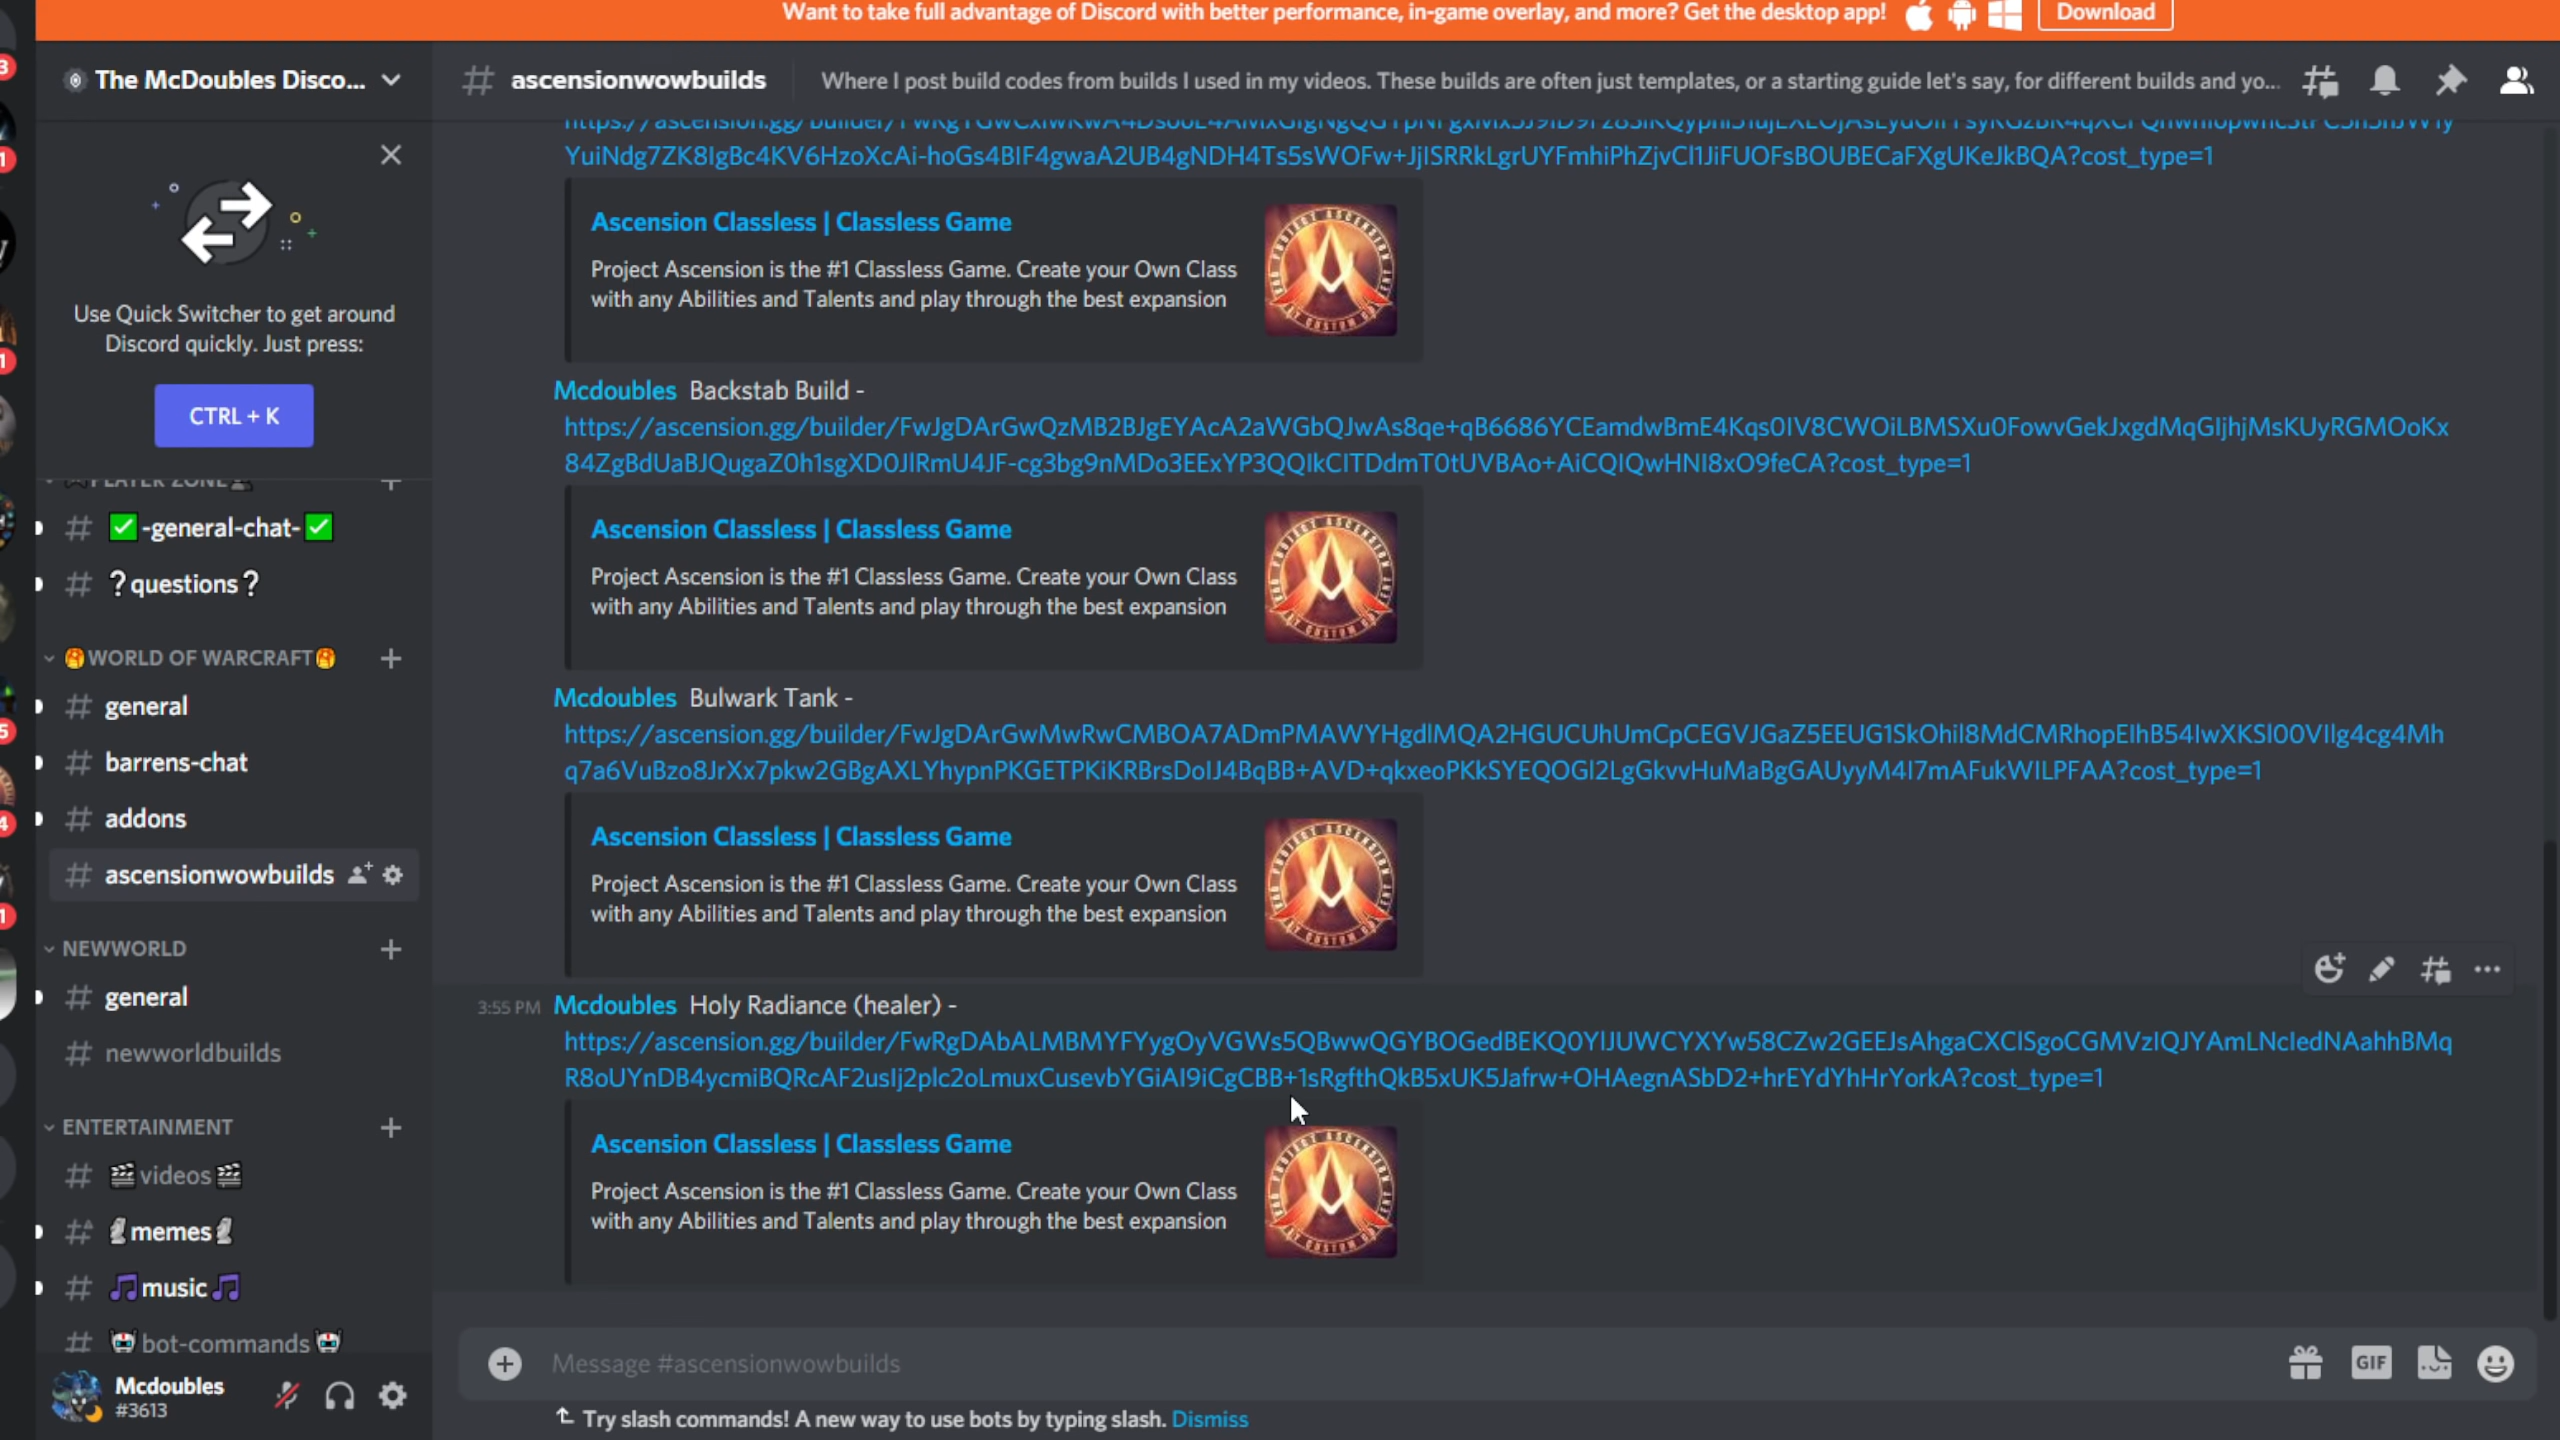 Want to take full advantage of Discord with better performance, in-game overlay, and more? Get the desktop app!
Download
The McDoubles Disco...
ascensionwowbuilds
Where I post build codes from builds I used in my videos. These builds are often just templates, or a starting guide let's say, for different builds and yo...
Use Quick Switcher to get around
Discord quickly. Just press:
CTRL + K
PLAYER ZONE
-general-chat-
?questions?
WORLD OF WARCRAFT
general
barrens-chat
addons
ascensionwowbuilds
NEWWORLD
general
newworldbuilds
ENTERTAINMENT
videos
memes
music
bot-commands
Mcdoubles
#3613
YuiNdg7ZK8IgBc4KV6HzoXcAi-hoGs4BIF4gwaA2UB4gNDH4Ts5sWOFw+JjISRRkLgrUYFmhiPhZjvCl1JiFUOFsBOUBECaFXgUKeJkBQA?cost_type=1
Ascension Classless | Classless Game
Project Ascension is the #1 Classless Game. Create your Own Class
with any Abilities and Talents and play through the best expansion
Mcdoubles Backstab Build -
https://ascension.gg/builder/FwJgDArGwQzMB2BJgEYAcA2aWGbQJwAs8qe+qB6686YCEamdwBmE4Kqs0IV8CWOiLBMSXu0FowvGekJxgdMqGIjhjMsKUyRGMOoKx
84ZgBdUaBJQugaZ0h1sgXD0JIRmU4JF-cg3bg9nMDo3EExYP3QQIkCITDdmT0tUVBAo+AiCQIQwHNI8xO9feCA?cost_type=1
Ascension Classless | Classless Game
Project Ascension is the #1 Classless Game. Create your Own Class
with any Abilities and Talents and play through the best expansion
Mcdoubles Bulwark Tank -
https://ascension.gg/builder/FwJgDArGwMwRwCMBOA7ADmPMAWYHgdIMQA2HGUCUhUmCpCEGVJGaZ5EEUG1SkOhil8MdCMRhopElhB54IwXKSl00VIlg4cg4Mh
q7a6VuBzo8JrXx7pkw2GBgAXLYhypnPKGETPKiKRBrsDoIJ4BqBB+AVD+qkxeoPKkSYEQOGl2LgGkvvHuMaBgGAUyyM4I7mAFukWILPFAA?cost_type=1
Ascension Classless | Classless Game
Project Ascension is the #1 Classless Game. Create your Own Class
with any Abilities and Talents and play through the best expansion
3:55 PM Mcdoubles Holy Radiance (healer) -
https://ascension.gg/builder/FwRgDAbALMBMYFYygOyVGWs5QBwwQGYBOGedBEKQ0YIJUWCYXYw58CZw2GEEJsAhgaCXCISgoCGMVzIQJYAmLNcIedNAahhBMq
R8oUYnDB4ycmiBQRcAF2usIj2plc2oLmuxCusevbYGiAI9iCgCBB+1sRgfthQkB5xUK5Jafrw+OHAegnASbD2+hrEYdYhHrYorkA?cost_type=1
Ascension Classless | Classless Game
Project Ascension is the #1 Classless Game. Create your Own Class
with any Abilities and Talents and play through the best expansion
Message #ascensionwowbuilds
GIF
Try slash commands! A new way to use bots by typing slash. Dismiss